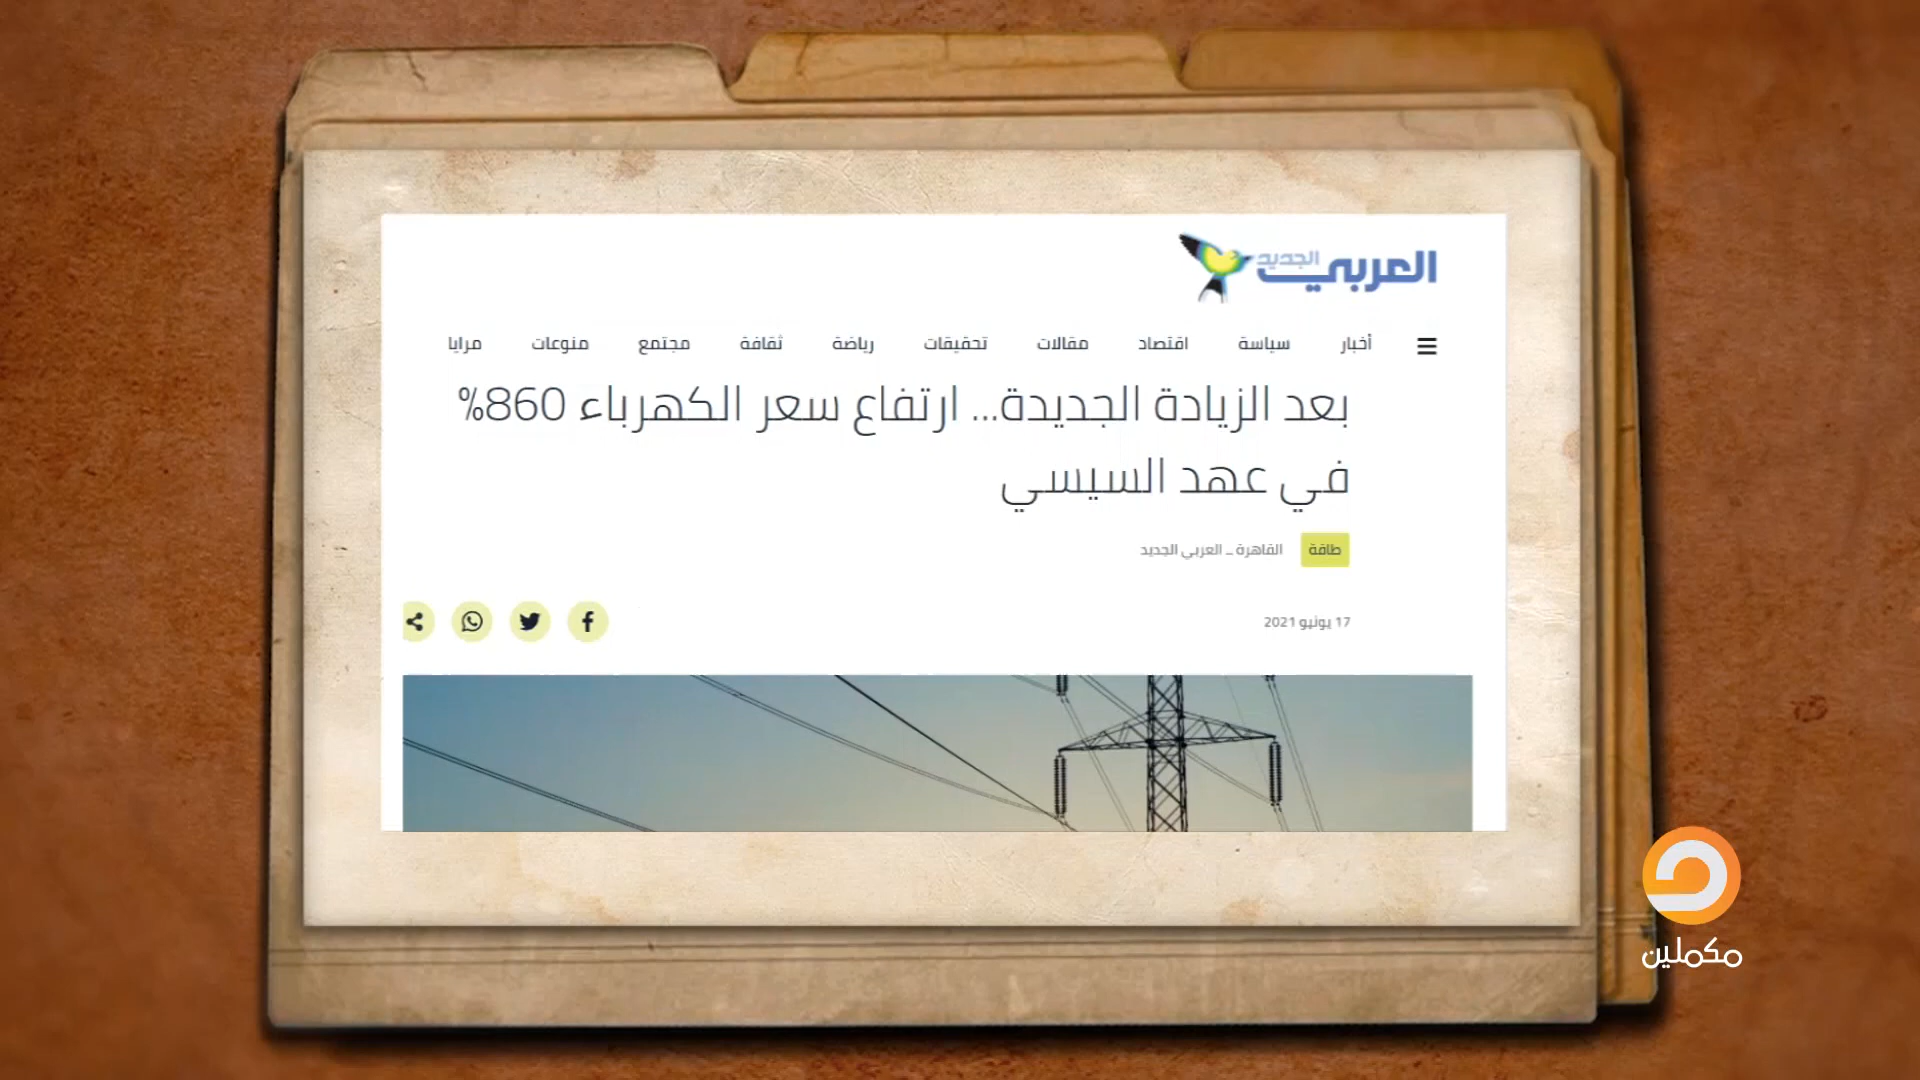 العربي الجديد
أخبار سياسة اقتصاد مقالات تحقيقات رياضة ثقافة مجتمع منوعات مرايا
بعد الزيادة الجديدة... ارتفاع سعر الكهرباء 860%
في عهد السيسي
طاقة القاهرة ـ العربي الجديد
17 يونيو 2021
مكملين